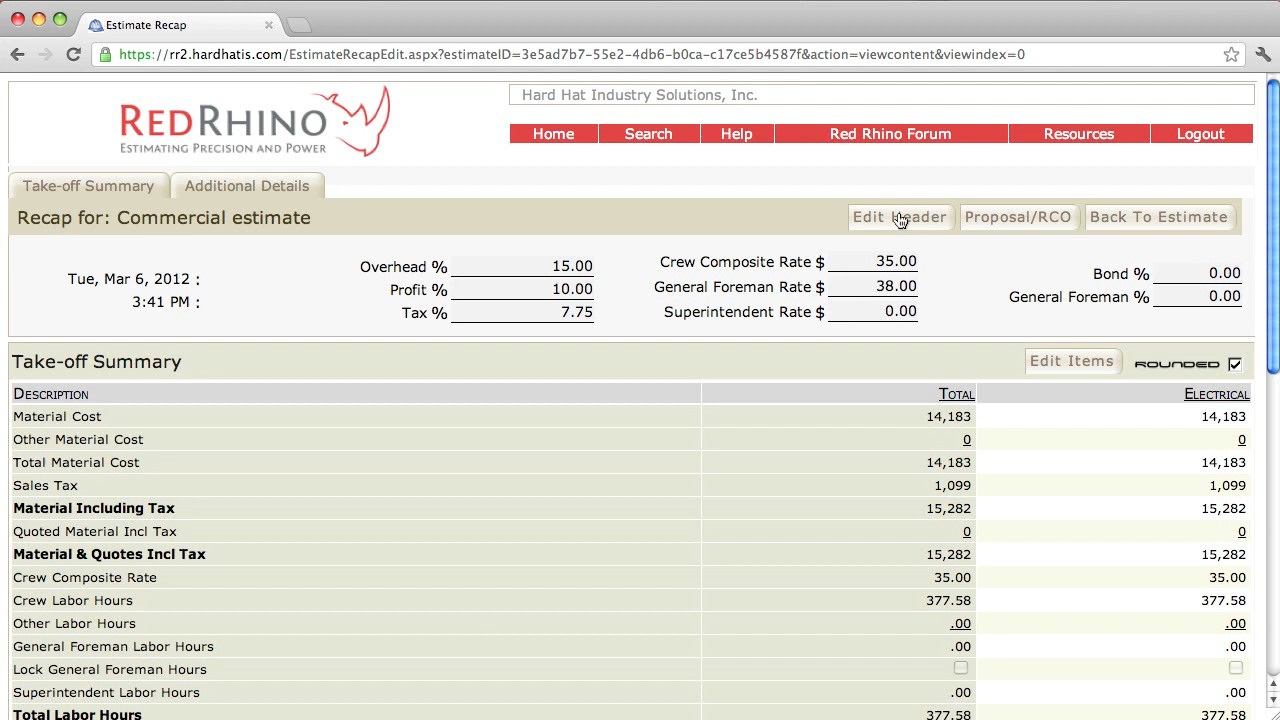 Estimate Recap
https://rr2.hardhatis.com/EstimateRecapEdit.aspx?estimateID=3e5ad7b7-55e2-4db6-b0ca-c17ce5b4587f&action=viewcontent&viewindex=0
REDRHINO
ESTIMATING PRECISION AND POWER
Hard Hat Industry Solutions, Inc.
Home Search Help Red Rhino Forum Resources Logout
Take-off Summary Additional Details
Recap for: Commercial estimate Edit Header Proposal/RCO Back To Estimate
Tue, Mar 6, 2012 :
3:41 PM :
Overhead % 15.00
Profit % 10.00
Tax % 7.75
Crew Composite Rate $ 35.00
General Foreman Rate $ 38.00
Superintendent Rate $ 0.00
Bond % 0.00
General Foreman % 0.00
Take-off Summary Edit Items ROUNDED
DESCRIPTION TOTAL ELECTRICAL
Material Cost 14,183 14,183
Other Material Cost 0 0
Total Material Cost 14,183 14,183
Sales Tax 1,099 1,099
Material Including Tax 15,282 15,282
Quoted Material Incl Tax 0 0
Material & Quotes Incl Tax 15,282 15,282
Crew Composite Rate 35.00 35.00
Crew Labor Hours 377.58 377.58
Other Labor Hours .00 .00
General Foreman Labor Hours .00 .00
Lock General Foreman Hours
Superintendent Labor Hours .00 .00
Total Labor Hours 377.58 377.58